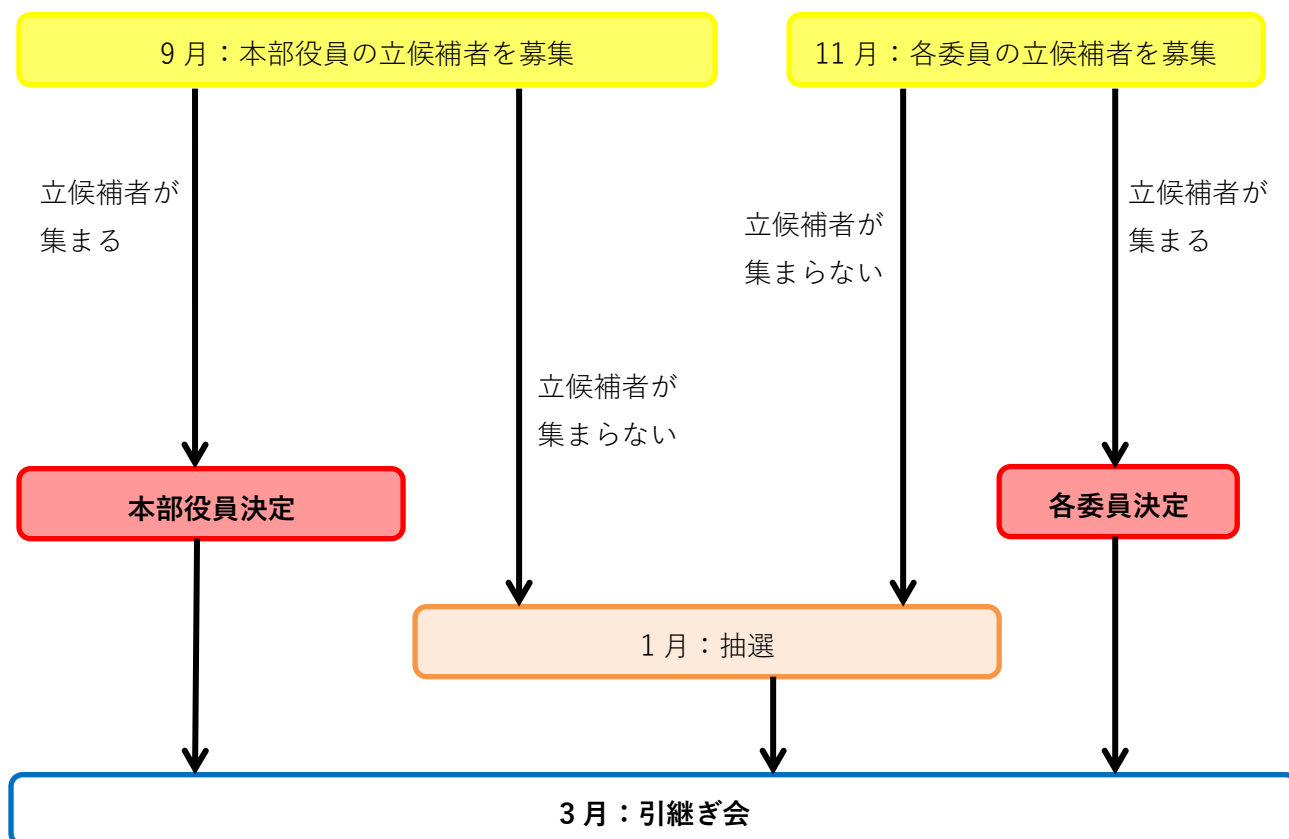 9月：本部役員の立候補者を募集
11月：各委員の立候補者を募集
立候補者が
集まる
立候補者が
集まらない
立候補者が
集まらない
立候補者が
集まる
本部役員決定
各委員決定
1月：抽選
3月：引継ぎ会